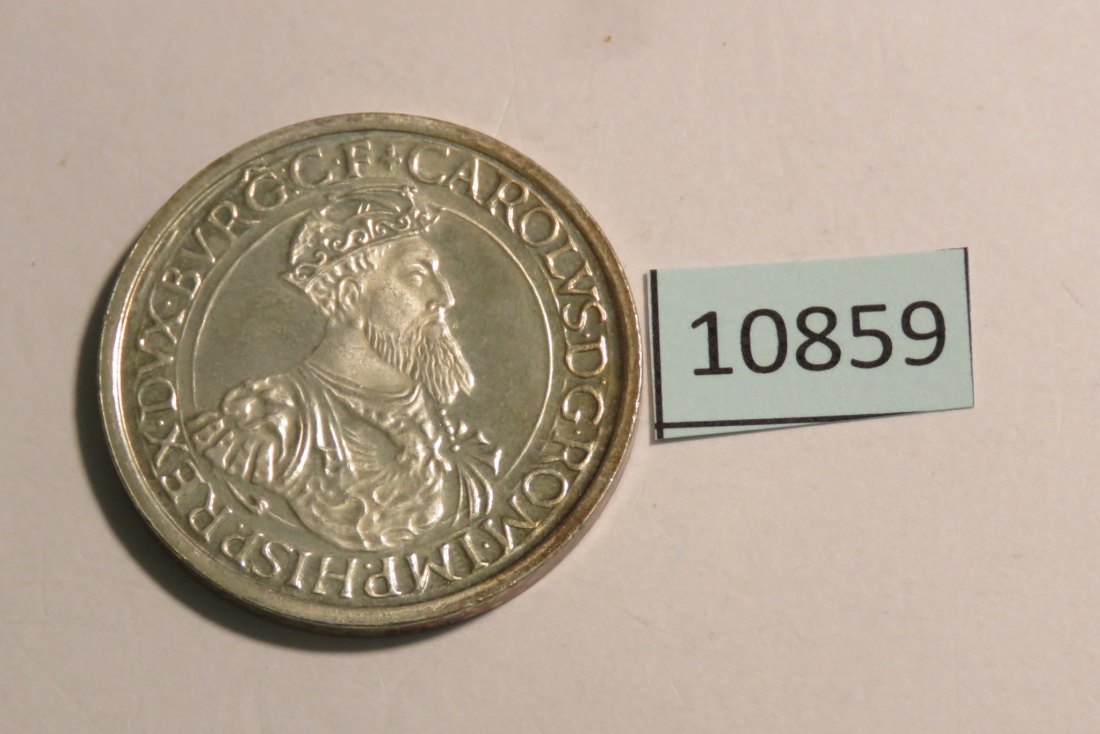 +CAROLVS·D·G·ROM·IMP·HISP·REX·DVX·BVRG·C·F·
10859